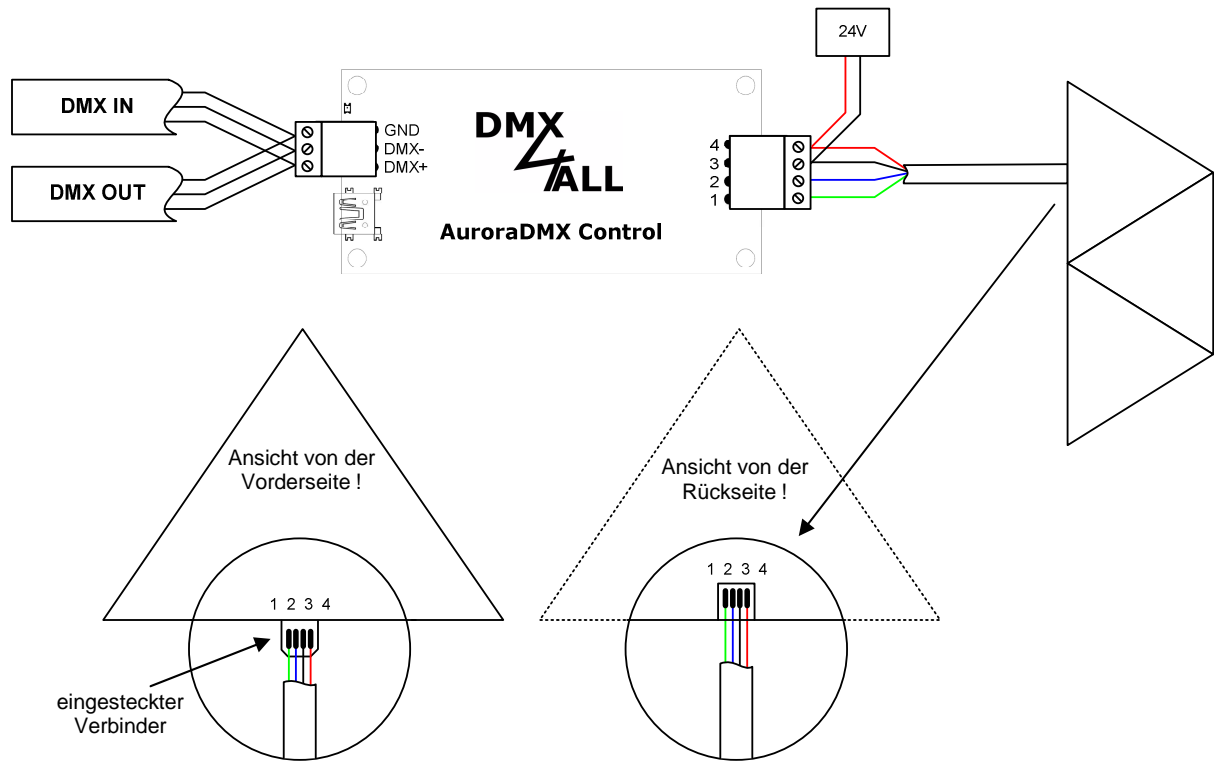 24V
DMX IN
DMX OUT
GND
DMX-
DMX+
DMX
4
ALL
AuroraDMX Control
4
3
2
1
Ansicht von der
Vorderseite !
1 2 3 4
eingesteckter
Verbinder
Ansicht von der
Rückseite !
1 2 3 4